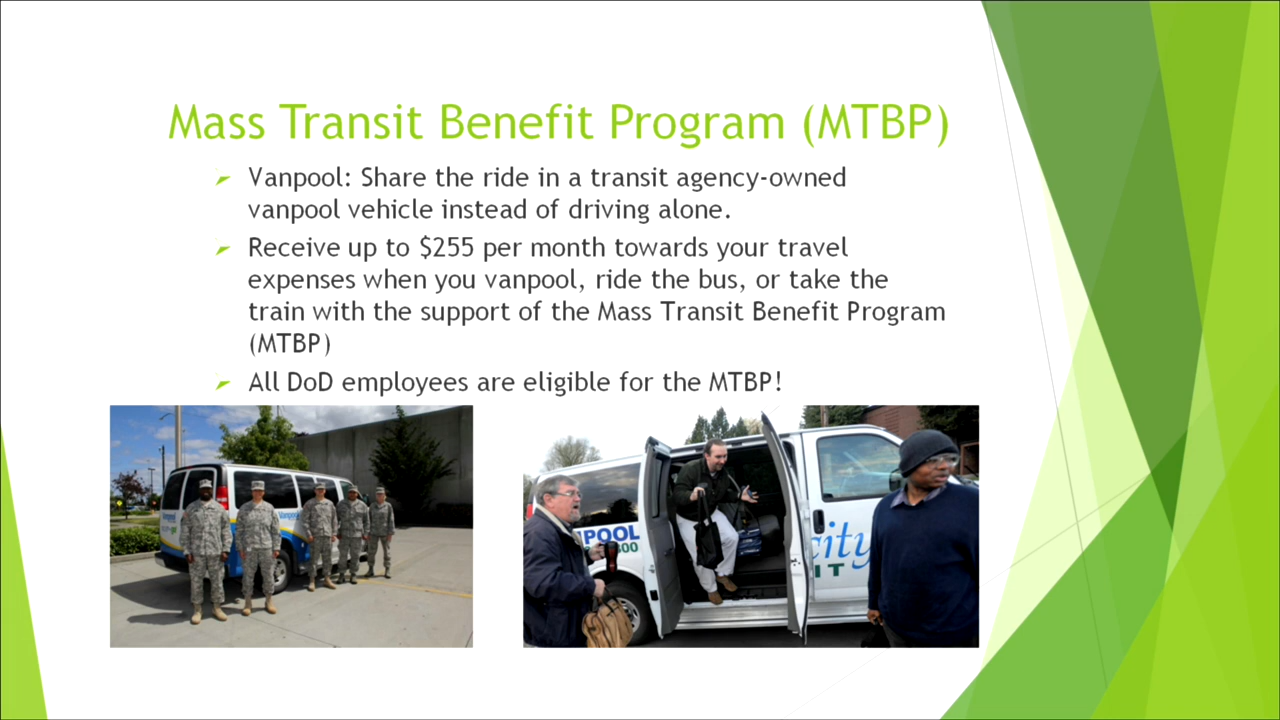 Mass Transit Benefit Program (MTBP)
Vanpool: Share the ride in a transit agency-owned
vanpool vehicle instead of driving alone.
Receive up to $255 per month towards your travel
expenses when you vanpool, ride the bus, or take the
train with the support of the Mass Transit Benefit Program
(MTBP)
All DoD employees are eligible for the MTBP!
POOL
city